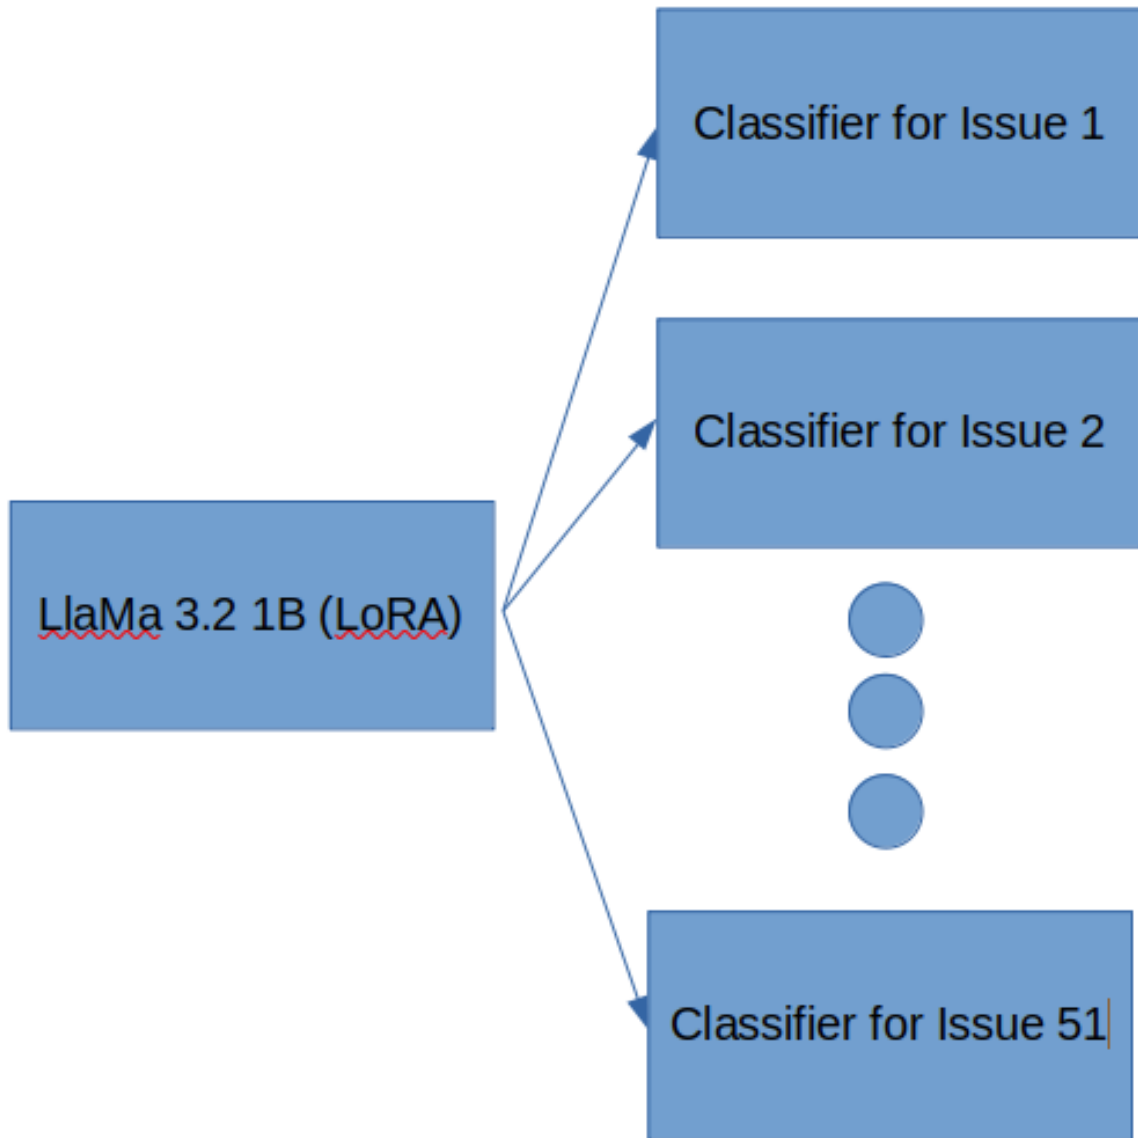 Classifier for Issue 1
Classifier for Issue 2
LlaMa 3.2 1B (LoRA)
Classifier for Issue 51